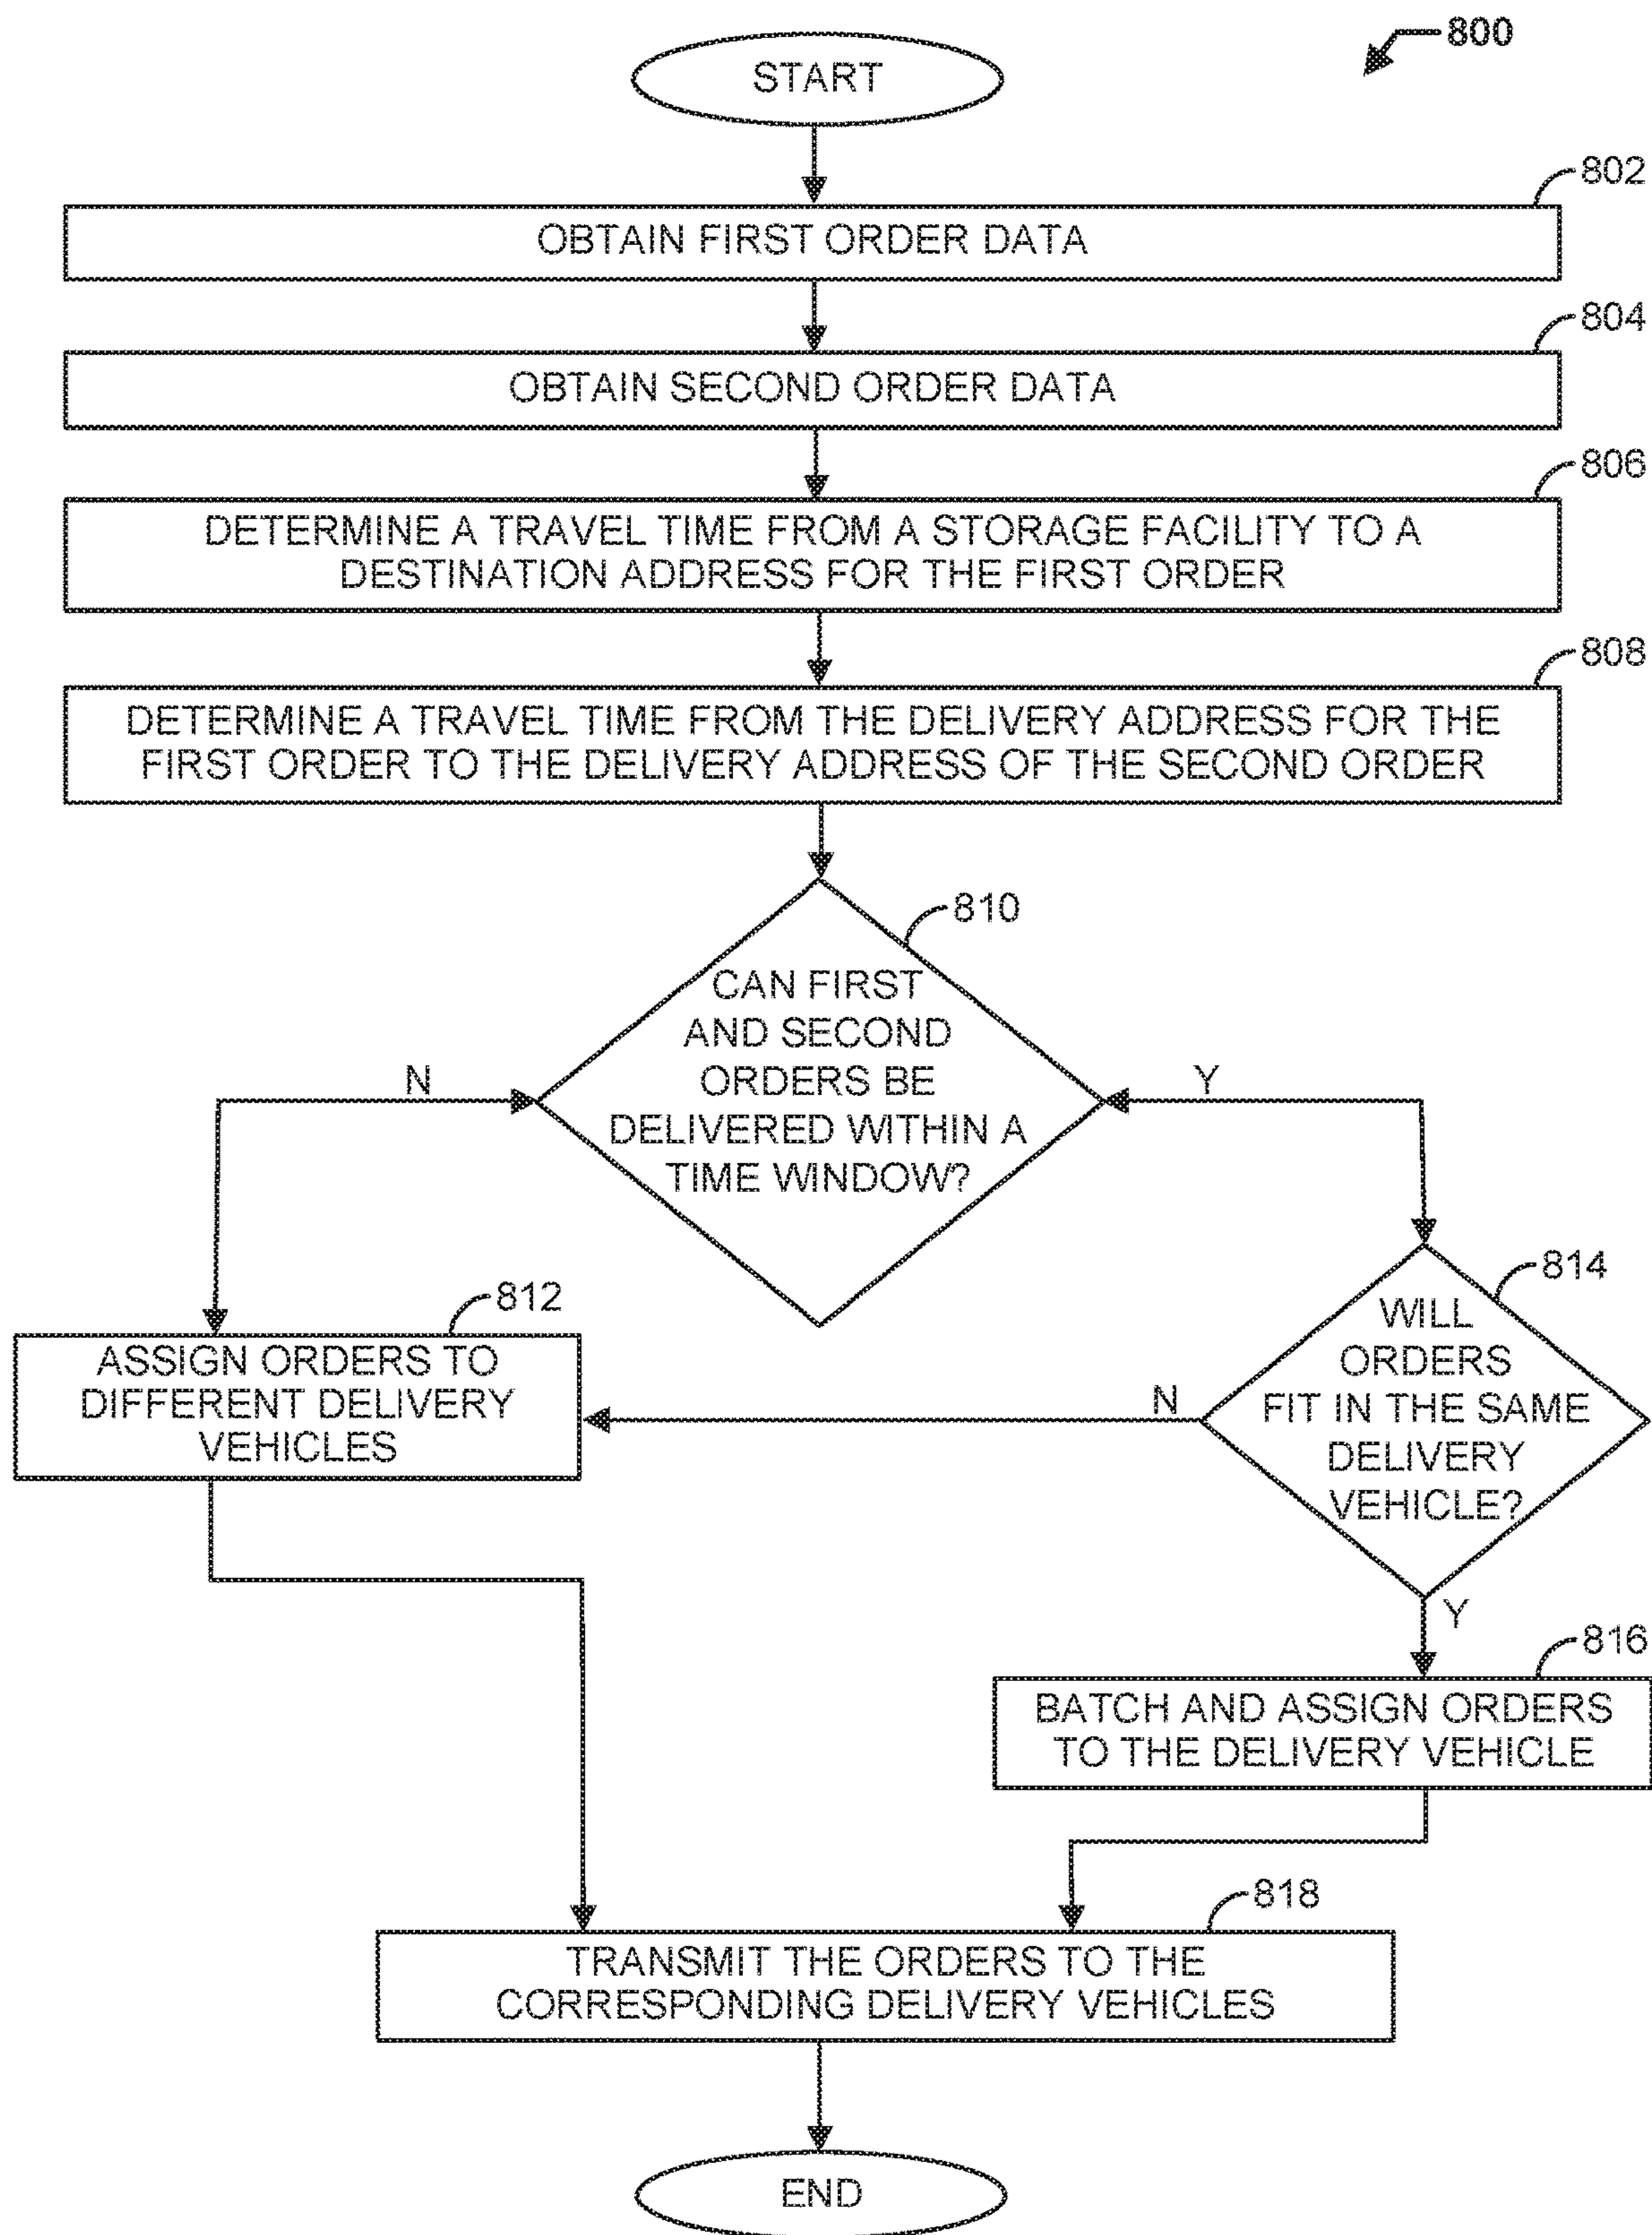 800
START
802
OBTAIN FIRST ORDER DATA
804
OBTAIN SECOND ORDER DATA
806
DETERMINE A TRAVEL TIME FROM A STORAGE FACILITY TO A
DESTINATION ADDRESS FOR THE FIRST ORDER
808
DETERMINE A TRAVEL TIME FROM THE DELIVERY ADDRESS FOR THE
FIRST ORDER TO THE DELIVERY ADDRESS OF THE SECOND ORDER
810
CAN FIRST
AND SECOND
ORDERS BE
DELIVERED WITHIN A
TIME WINDOW?
N
Y
812
ASSIGN ORDERS TO
DIFFERENT DELIVERY
VEHICLES
814
WILL
ORDERS
FIT IN THE SAME
DELIVERY
VEHICLE?
N
Y
816
BATCH AND ASSIGN ORDERS
TO THE DELIVERY VEHICLE
818
TRANSMIT THE ORDERS TO THE
CORRESPONDING DELIVERY VEHICLES
END